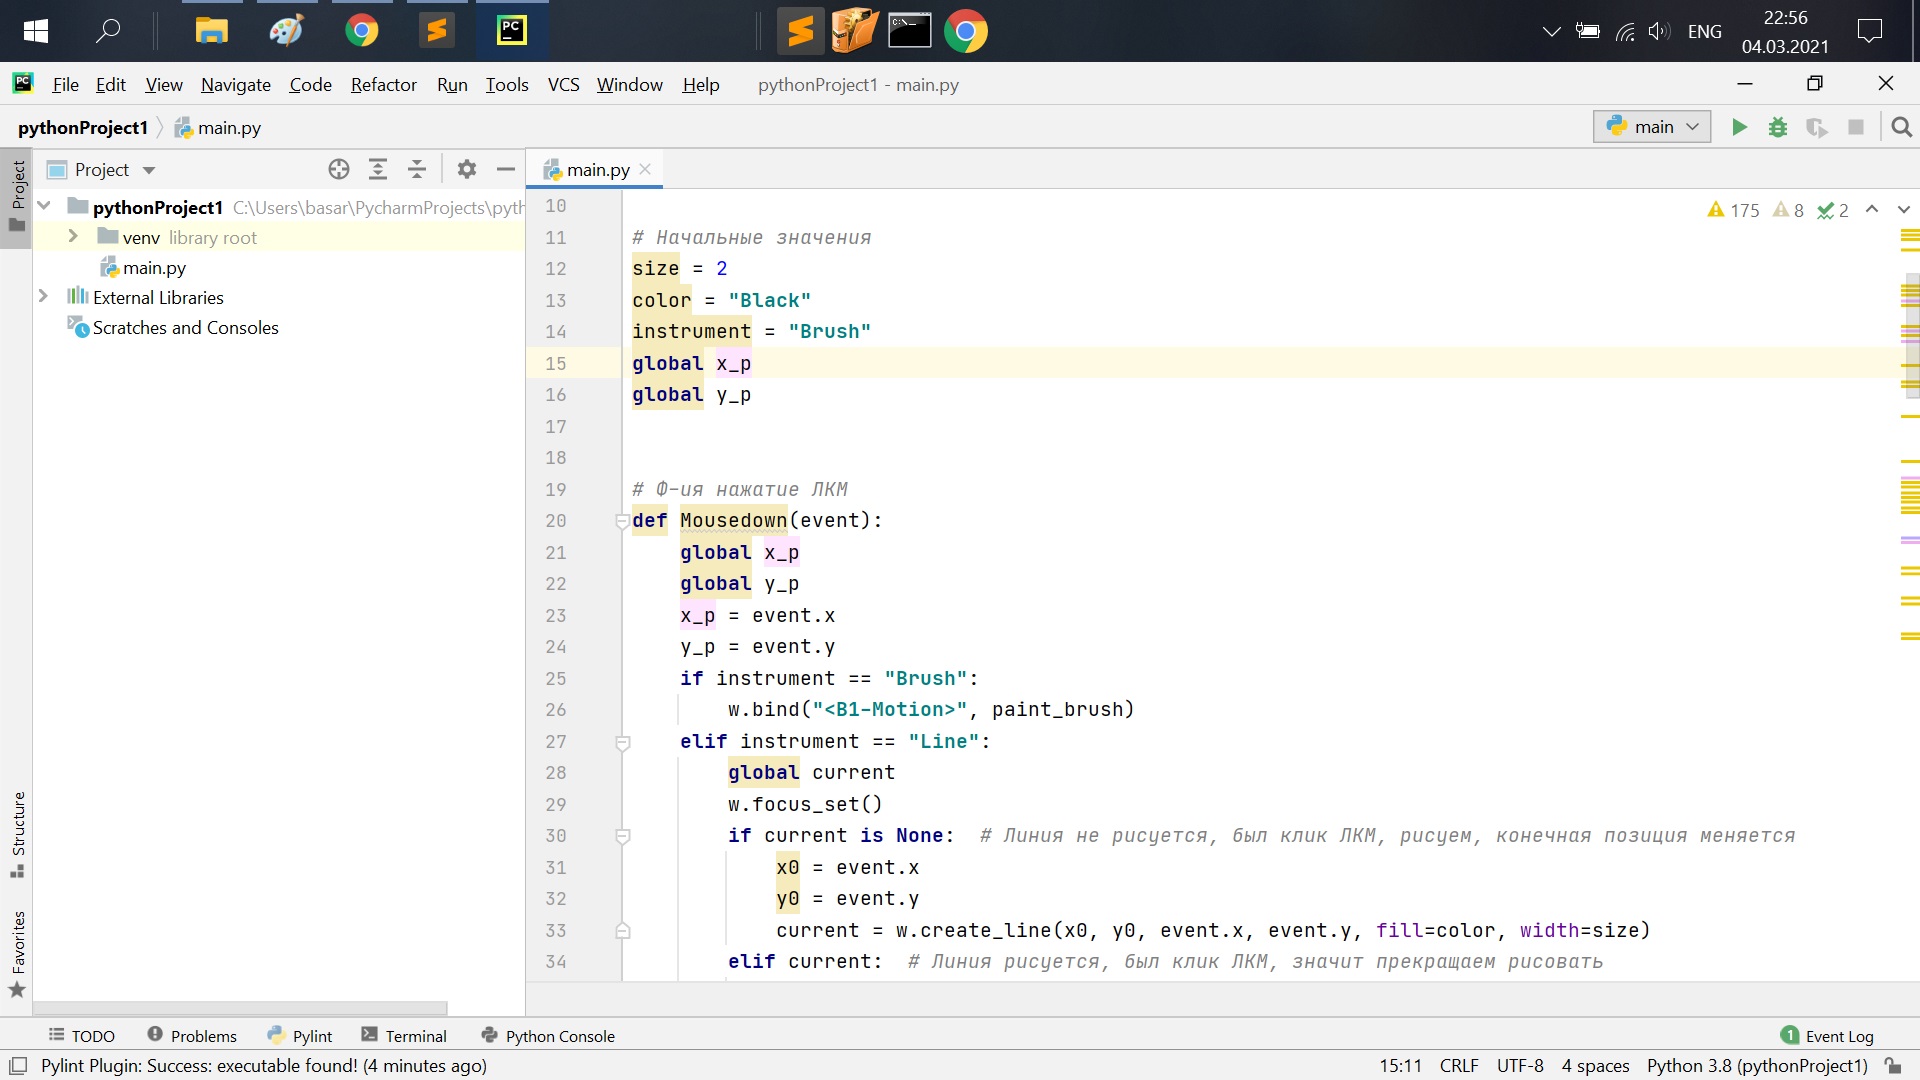 ENG
22:56
04.03.2021
File Edit View Navigate Code Refactor Run Tools VCS Window Help pythonProject1 - main.py
pythonProject1 main.py
main
Project
Project
main.py
pythonProject1 C:\Users\basar\PycharmProjects\pyth
venv library root
main.py
External Libraries
Scratches and Consoles
175 8 2
10
11 # Начальные значения
12 size = 2
13 color = "Black"
14 instrument = "Brush"
15 global x_p
16 global y_p
17
18
19 # Ф-ия нажатие ЛКМ
20 def Mousedown(event):
21 global x_p
22 global y_p
23 x_p = event.x
24 y_p = event.y
25 if instrument == "Brush":
26 w.bind("<B1-Motion>", paint_brush)
27 elif instrument == "Line":
28 global current
29 w.focus_set()
30 if current is None: # Линия не рисуется, был клик ЛКМ, рисуем, конечная позиция меняется
31 x0 = event.x
32 y0 = event.y
33 current = w.create_line(x0, y0, event.x, event.y, fill=color, width=size)
34 elif current: # Линия рисуется, был клик ЛКМ, значит прекращаем рисовать
Structure
Favorites
TODO Problems Pylint Terminal Python Console 1 Event Log
Pylint Plugin: Success: executable found! (4 minutes ago) 15:11 CRLF UTF-8 4 spaces Python 3.8 (pythonProject1)